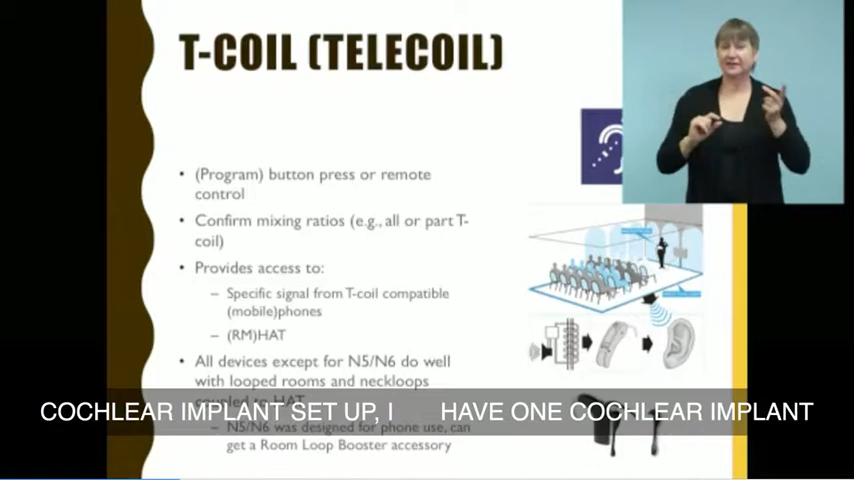 T-COIL (TELECOIL)
• (Program) button press or remote
control
• Confirm mixing ratios (e.g., all or part T-
coil)
• Provides access to:
– Specific signal from T-coil compatible
(mobile)phones
– (RM)HAT
• All devices except for N5/N6 do well
with looped rooms and neckloops
coupled to HAT
COCHLEAR IMPLANT SET UP, I HAVE ONE COCHLEAR IMPLANT
– N5/N6 was designed for phone use, can
get a Room Loop Booster accessory